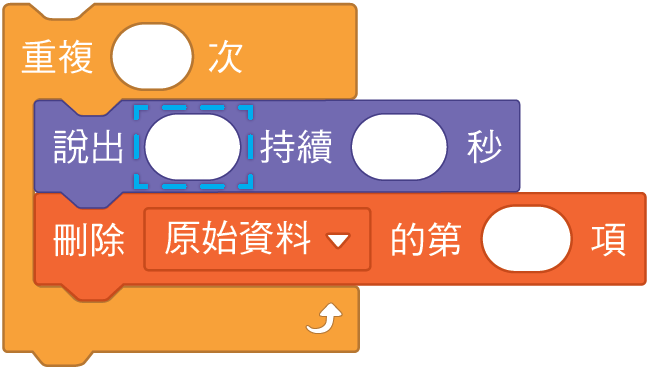 重複 次
說出 持續 秒
刪除 原始資料 的第 項